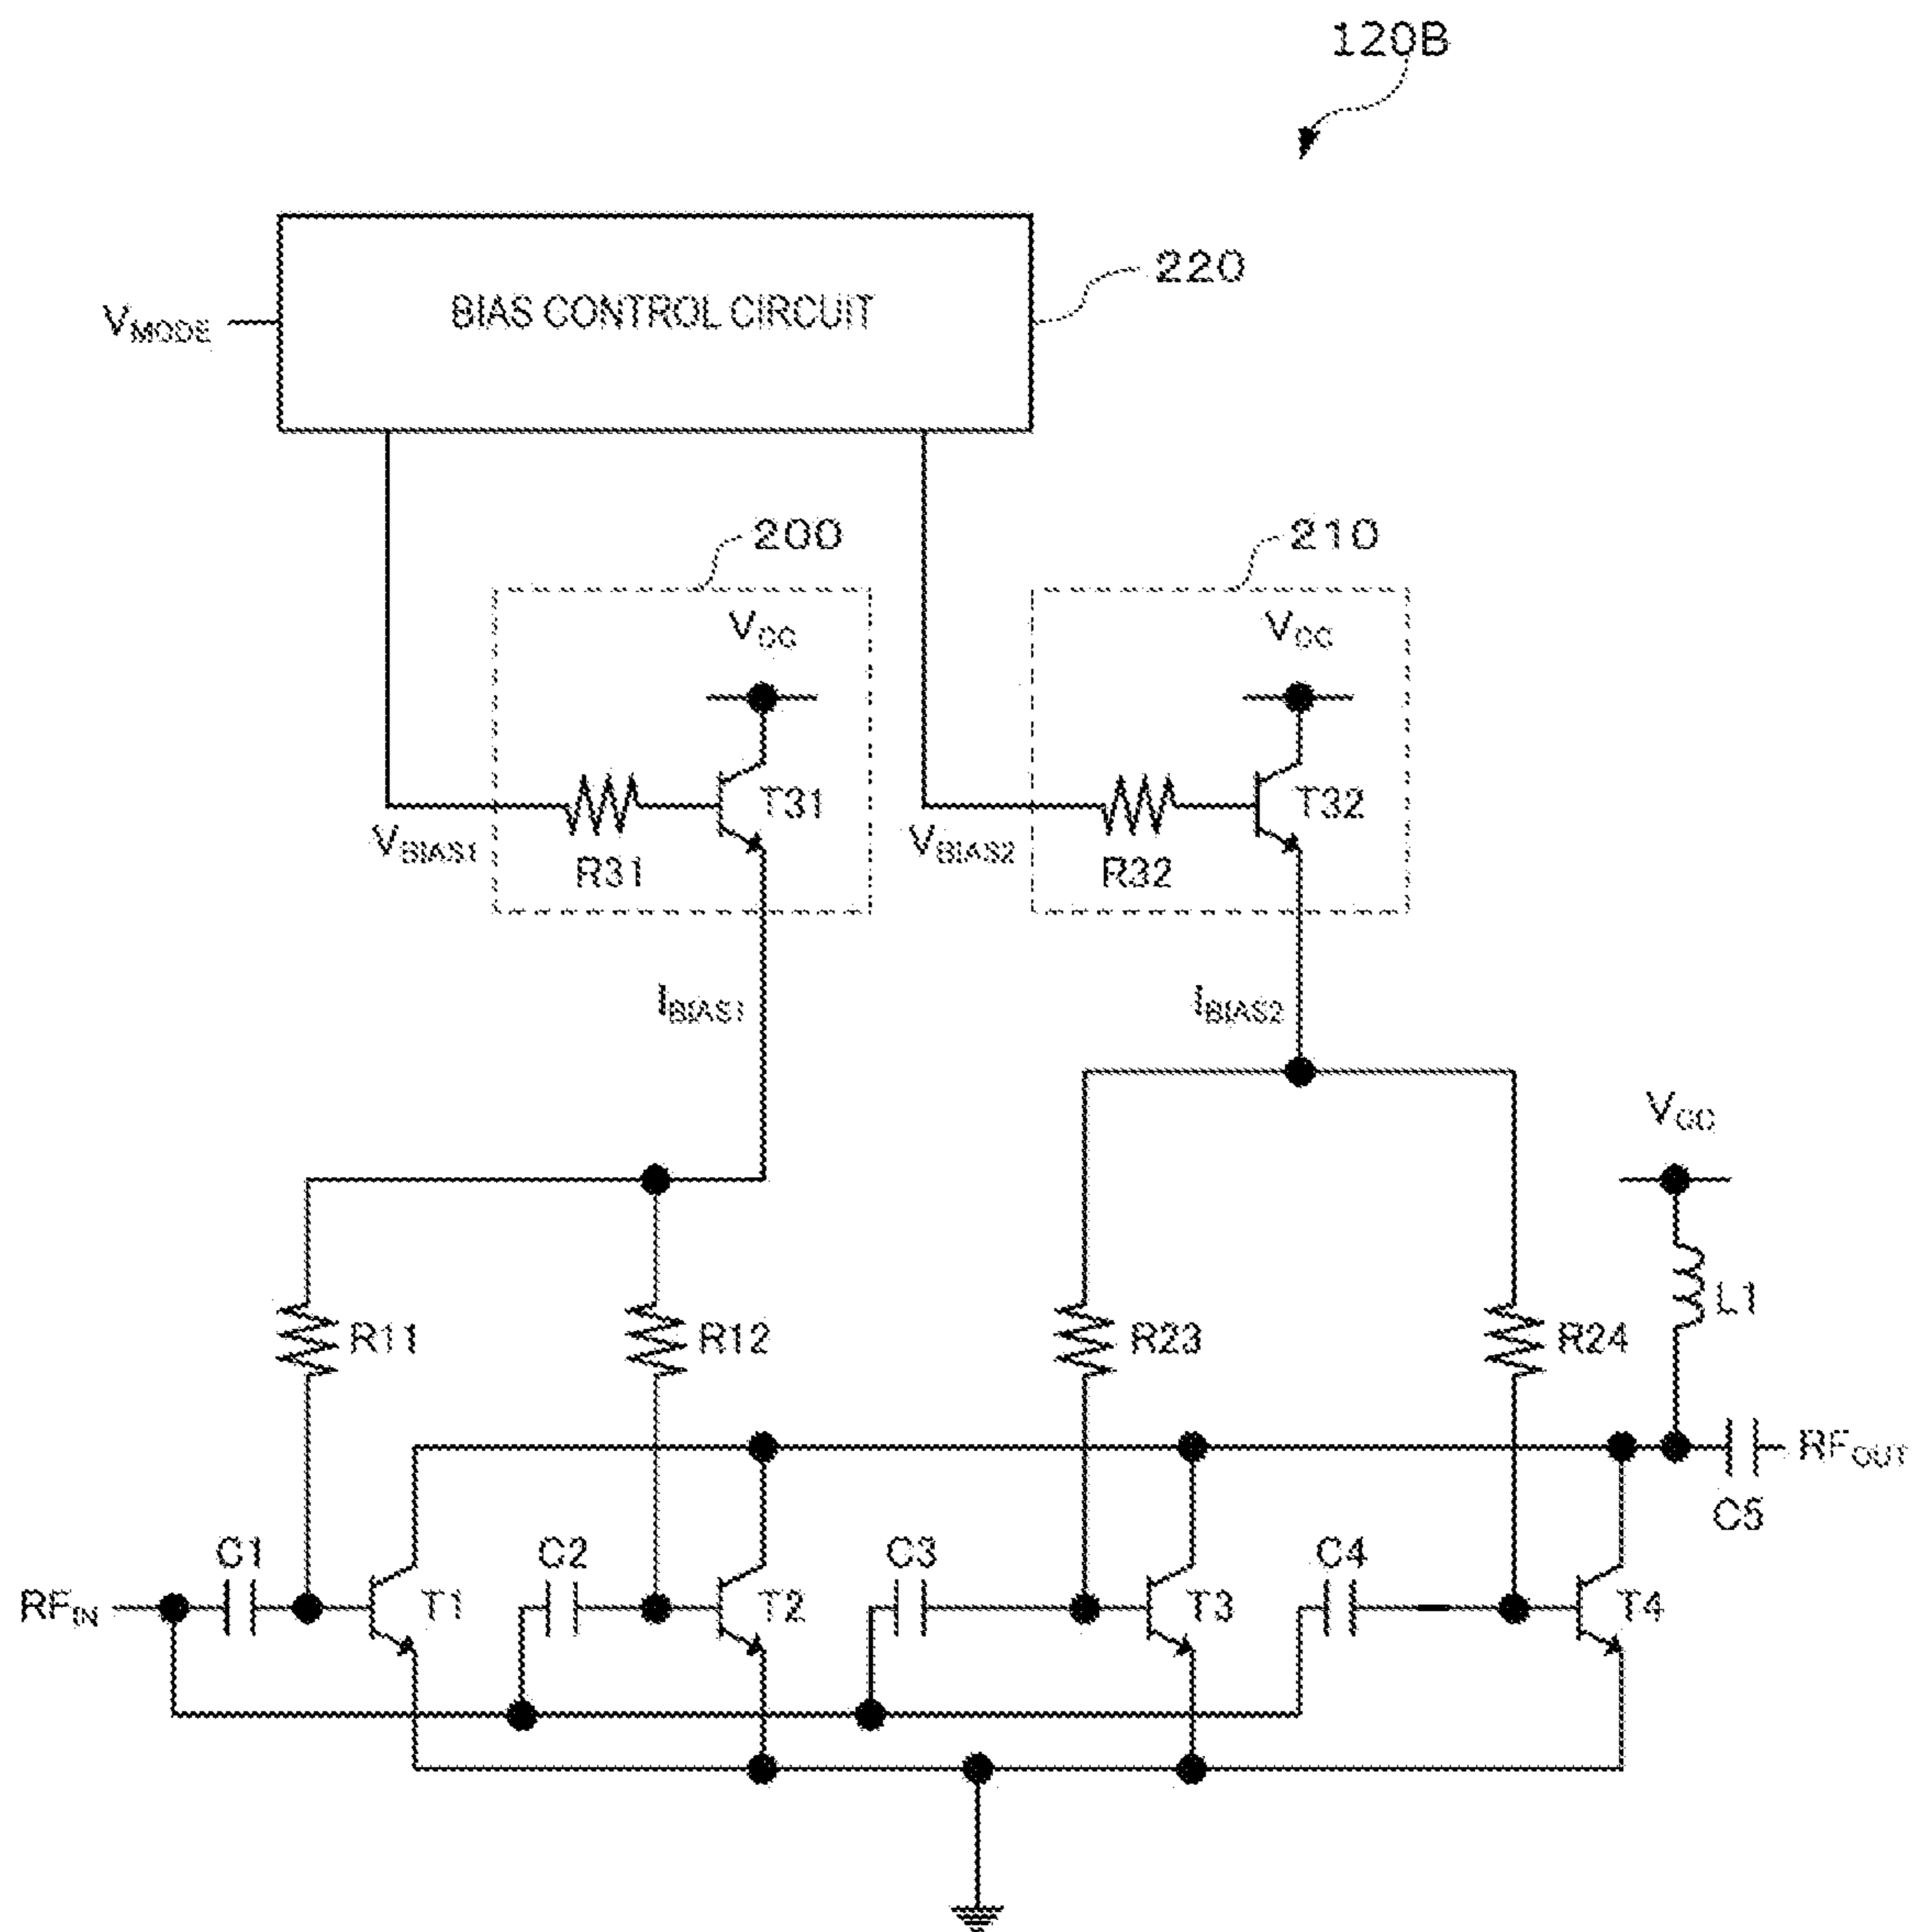 120B
220
BIAS CONTROL CIRCUIT
VMODE
200
210
VCC
VCC
T31
T32
VBIAS1
R31
VBIAS2
R32
IBIAS1
IBIAS2
VCC
L1
R11
R12
R23
R24
RFOUT
C5
C1
C2
C3
C4
RFIN
T1
T2
T3
T4